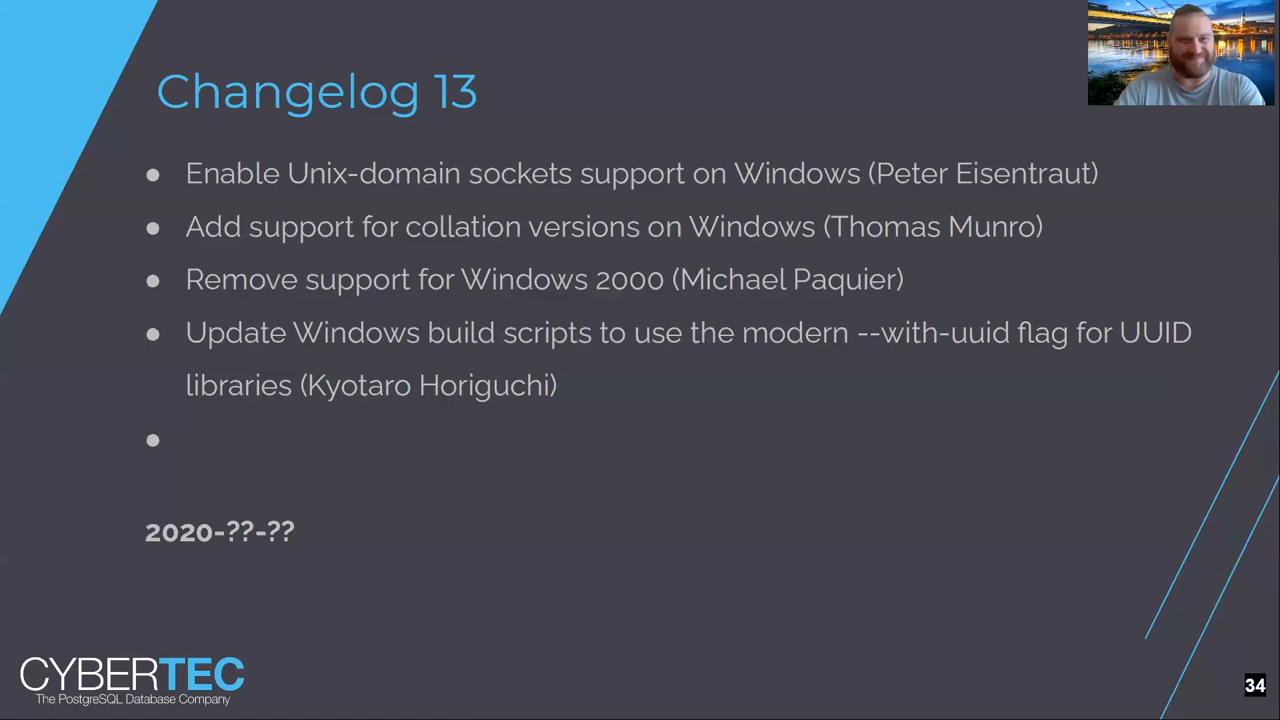 Changelog 13
● Enable Unix-domain sockets support on Windows (Peter Eisentraut)
● Add support for collation versions on Windows (Thomas Munro)
● Remove support for Windows 2000 (Michael Paquier)
● Update Windows build scripts to use the modern --with-uuid flag for UUID
libraries (Kyotaro Horiguchi)
●
2020-??-??
CYBERTEC
The PostgreSQL Database Company
34